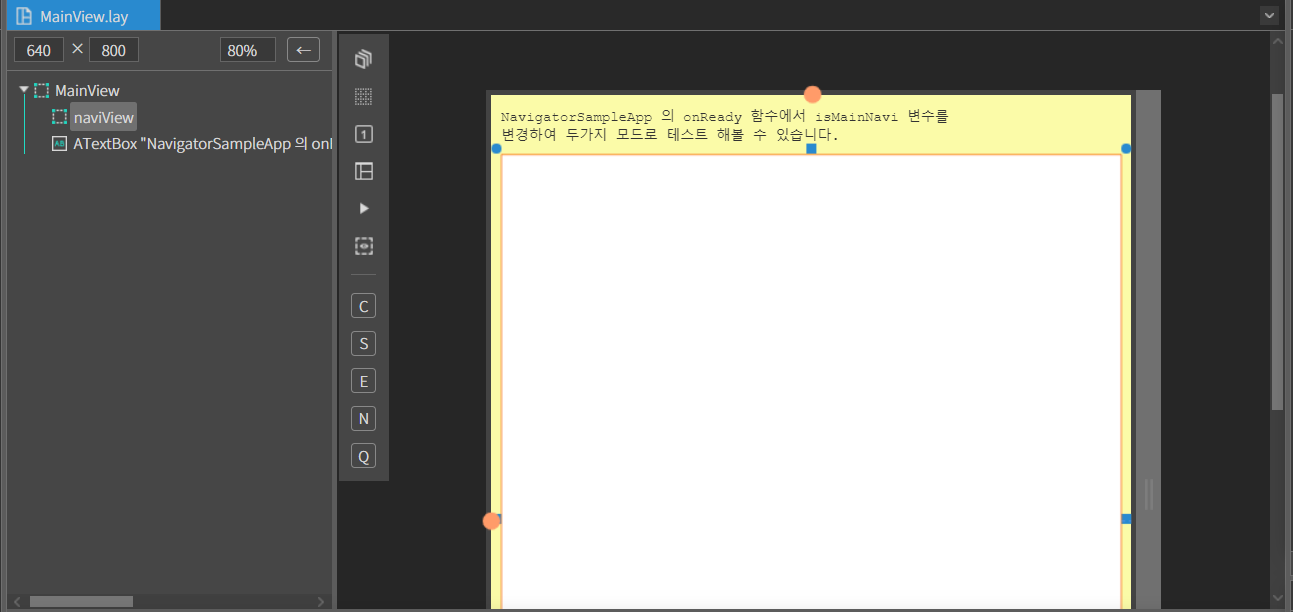 MainView.lay
640 × 800 80% ←
MainView
naviView
ATextBox "NavigatorSampleApp 의 on
1
C
S
E
N
Q
NavigatorSampleApp 의 onReady 함수에서 isMainNavi 변수를
변경하여 두가지 모드로 테스트 해볼 수 있습니다.